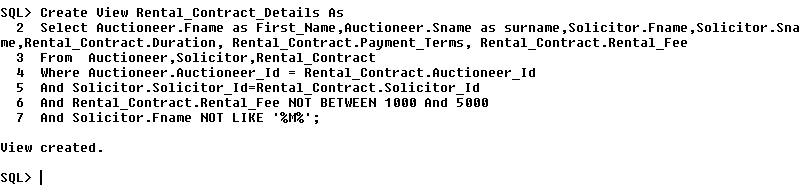 SQL> Create View Rental_Contract_Details As
  2  Select Auctioneer.Fname as First_Name,Auctioneer.Sname as surname,Solicitor.Fname,Solicitor.Sna
me,Rental_Contract.Duration, Rental_Contract.Payment_Terms, Rental_Contract.Rental_Fee
  3  From  Auctioneer,Solicitor,Rental_Contract
  4  Where Auctioneer.Auctioneer_Id = Rental_Contract.Auctioneer_Id
  5  And Solicitor.Solicitor_Id=Rental_Contract.Solicitor_Id
  6  And Rental_Contract.Rental_Fee NOT BETWEEN 1000 And 5000
  7  And Solicitor.Fname NOT LIKE '%M%';
View created.
SQL>